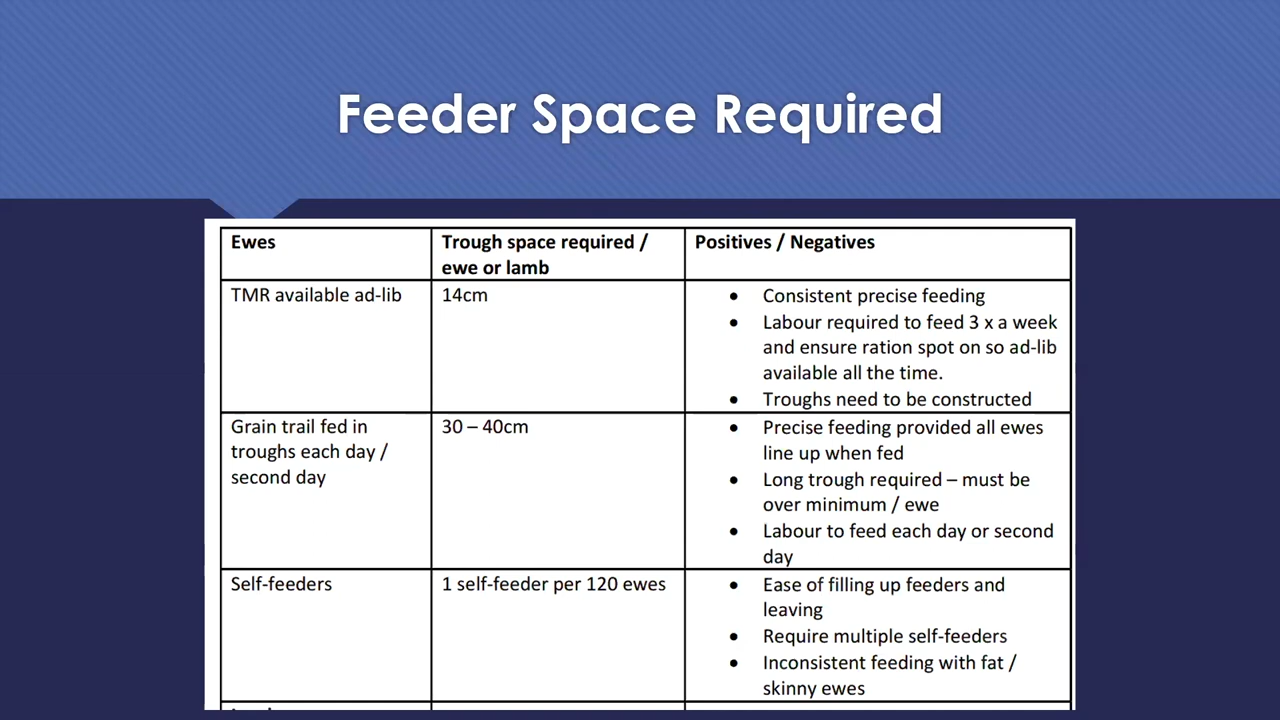 Feeder Space Required
Ewes
Trough space required /
ewe or lamb
Positives / Negatives
TMR available ad-lib
14cm
• Consistent precise feeding
• Labour required to feed 3 x a week
and ensure ration spot on so ad-lib
available all the time.
• Troughs need to be constructed
Grain trail fed in
troughs each day /
second day
30 – 40cm
• Precise feeding provided all ewes
line up when fed
• Long trough required – must be
over minimum / ewe
• Labour to feed each day or second
day
Self-feeders
1 self-feeder per 120 ewes
• Ease of filling up feeders and
leaving
• Require multiple self-feeders
• Inconsistent feeding with fat /
skinny ewes